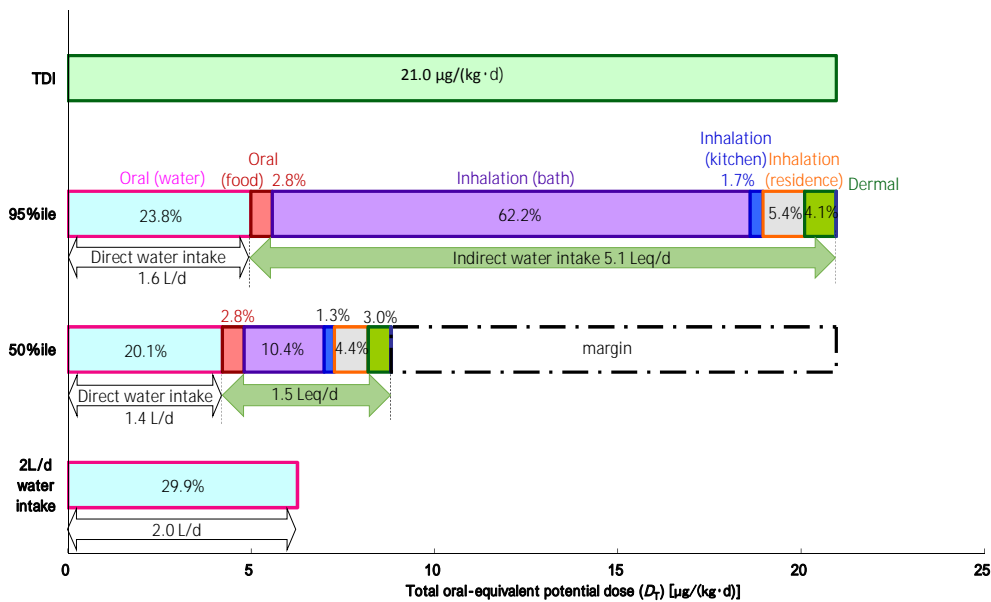 TDI
21.0 µg/(kg·d)
Inhalation
Oral
(kitchen)
Inhalation
Oral (water)
(food)
2.8%
Inhalation (bath)
1.7%
(residence)
Dermal
95%ile
23.8%
62.2%
5.4%
4.1%
Direct water intake
Indirect water intake 5.1 Leq/d
1.6 L/d
2.8%
1.3%
3.0%
50%ile
20.1%
10.4%
4.4%
margin
Direct water intake
1.5 Leq/d
1.4 L/d
2L/d
water
intake
29.9%
2.0 L/d
0 5 10 15 20 25
Total oral-equivalent potential dose (DT) [µg/(kg·d)]